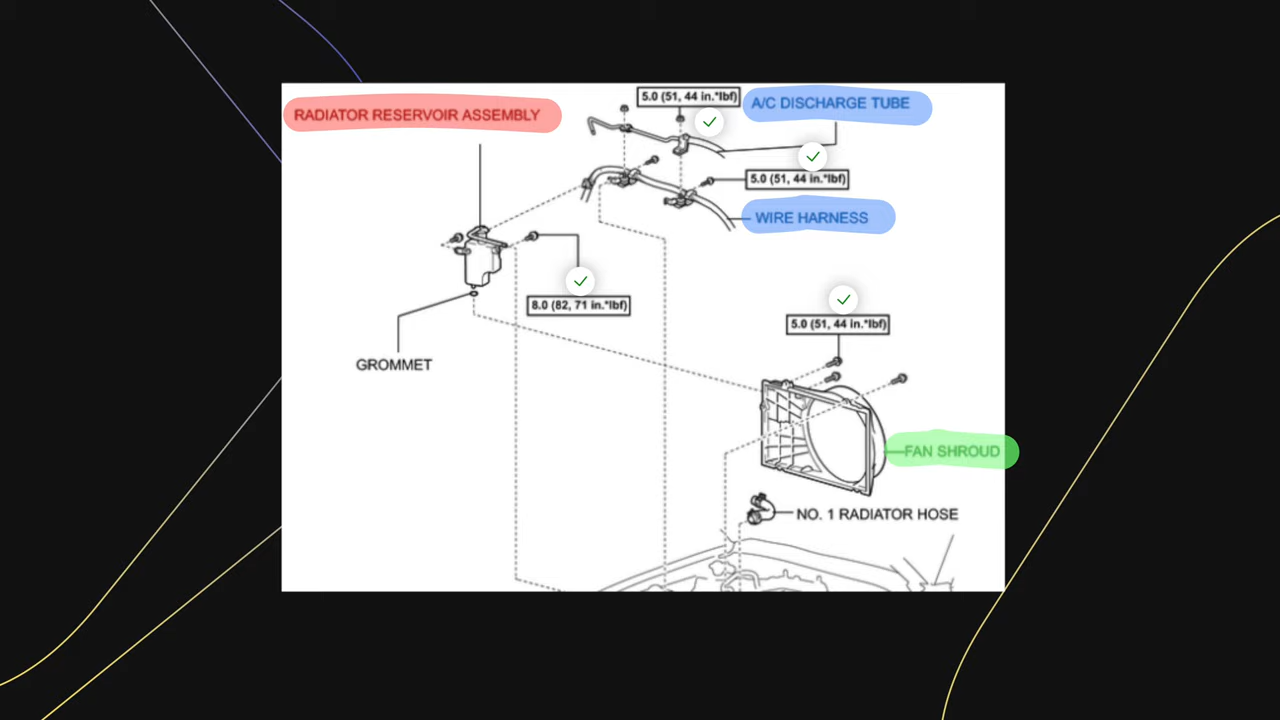 5.0 (51, 44 in.*lbf)
A/C DISCHARGE TUBE
RADIATOR RESERVOIR ASSEMBLY
5.0 (51, 44 in.*lbf)
WIRE HARNESS
8.0 (82, 71 in.*lbf)
5.0 (51, 44 in.*lbf)
GROMMET
FAN SHROUD
NO. 1 RADIATOR HOSE